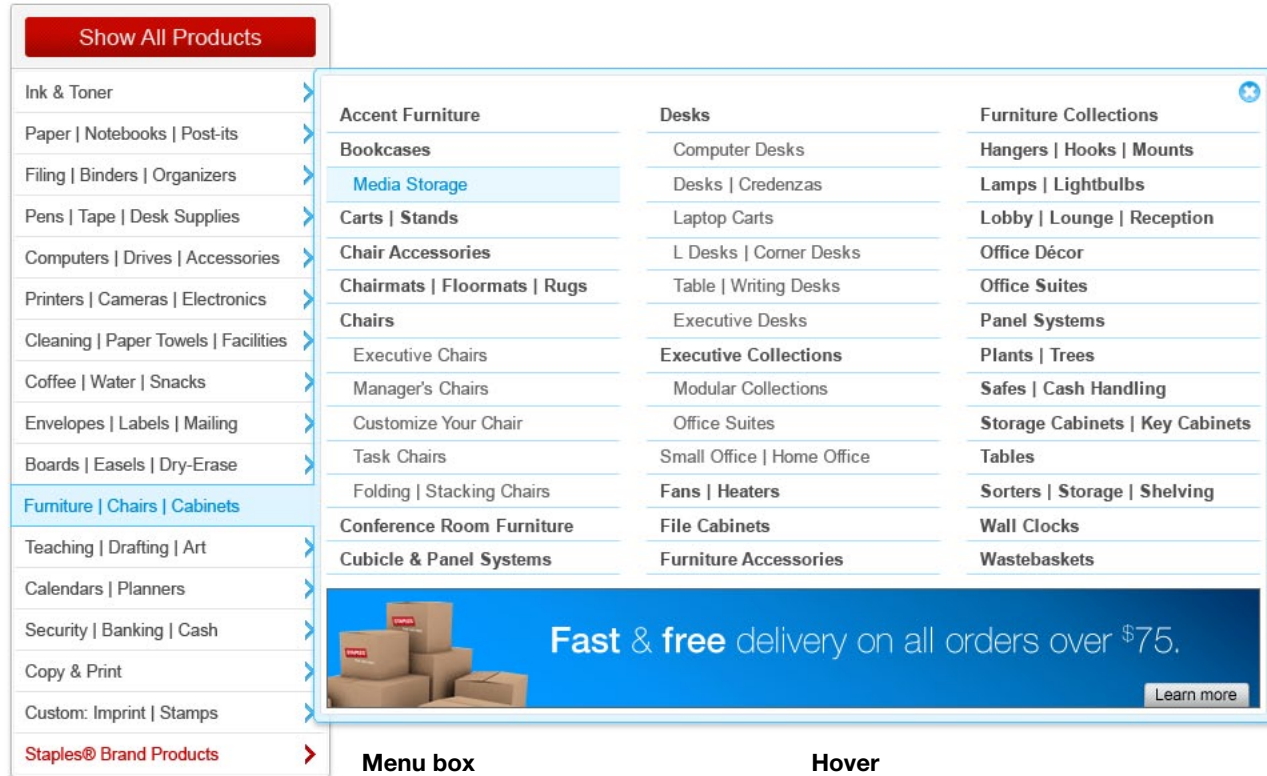 Show All Products
Ink & Toner
Paper | Notebooks | Post-its
Filing | Binders | Organizers
Pens | Tape | Desk Supplies
Computers | Drives | Accessories
Printers | Cameras | Electronics
Cleaning | Paper Towels | Facilities
Coffee | Water | Snacks
Envelopes | Labels | Mailing
Boards | Easels | Dry-Erase
Furniture | Chairs | Cabinets
Teaching | Drafting | Art
Calendars | Planners
Security | Banking | Cash
Copy & Print
Custom: Imprint | Stamps
Staples® Brand Products
Accent Furniture
Bookcases
Media Storage
Carts | Stands
Chair Accessories
Chairmats | Floormats | Rugs
Chairs
Executive Chairs
Manager's Chairs
Customize Your Chair
Task Chairs
Folding | Stacking Chairs
Conference Room Furniture
Cubicle & Panel Systems
Desks
Computer Desks
Desks | Credenzas
Laptop Carts
L Desks | Corner Desks
Table | Writing Desks
Executive Desks
Executive Collections
Modular Collections
Office Suites
Small Office | Home Office
Fans | Heaters
File Cabinets
Furniture Accessories
Furniture Collections
Hangers | Hooks | Mounts
Lamps | Lightbulbs
Lobby | Lounge | Reception
Office Décor
Office Suites
Panel Systems
Plants | Trees
Safes | Cash Handling
Storage Cabinets | Key Cabinets
Tables
Sorters | Storage | Shelving
Wall Clocks
Wastebaskets
STAPLES
STAPLES
Fast & free delivery on all orders over $75.
Learn more
Menu box
Hover